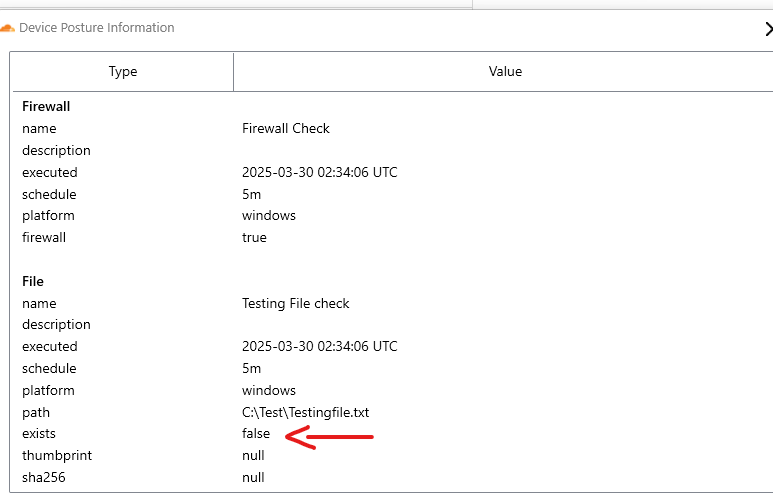 Device Posture Information
Type Value
Firewall
name Firewall Check
description
executed 2025-03-30 02:34:06 UTC
schedule 5m
platform windows
firewall true
File
name Testing File check
description
executed 2025-03-30 02:34:06 UTC
schedule 5m
platform windows
path C:\Test\Testingfile.txt
exists false
thumbprint null
sha256 null